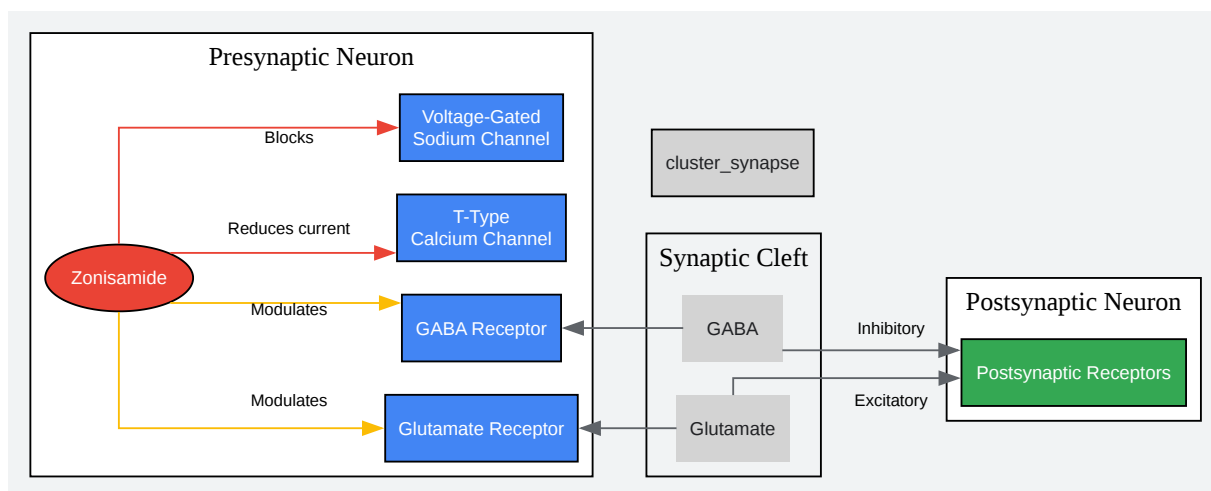 Presynaptic Neuron
Voltage-Gated
Sodium Channel
Blocks
cluster_synapse
T-Type
Calcium Channel
Reduces current
Zonisamide
Synaptic Cleft
Modulates
GABA Receptor
GABA
Inhibitory
Postsynaptic Neuron
Postsynaptic Receptors
Excitatory
Modulates
Glutamate Receptor
Glutamate